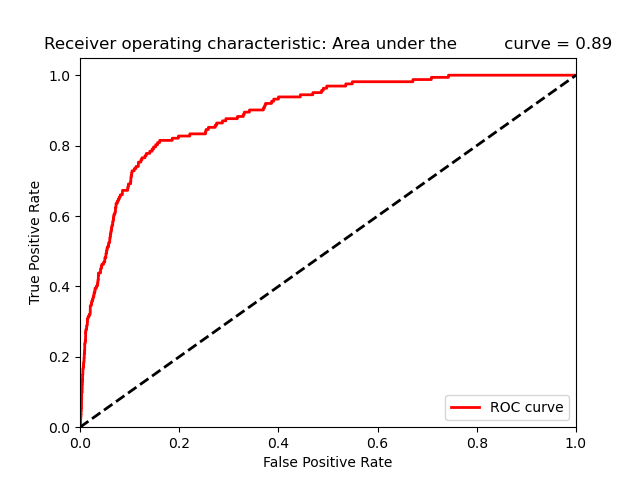 Receiver operating characteristic: Area under the         curve = 0.89
1.0
0.8
0.6
0.4
0.2
0.0
True Positive Rate
ROC curve
0.0 0.2 0.4 0.6 0.8 1.0
False Positive Rate